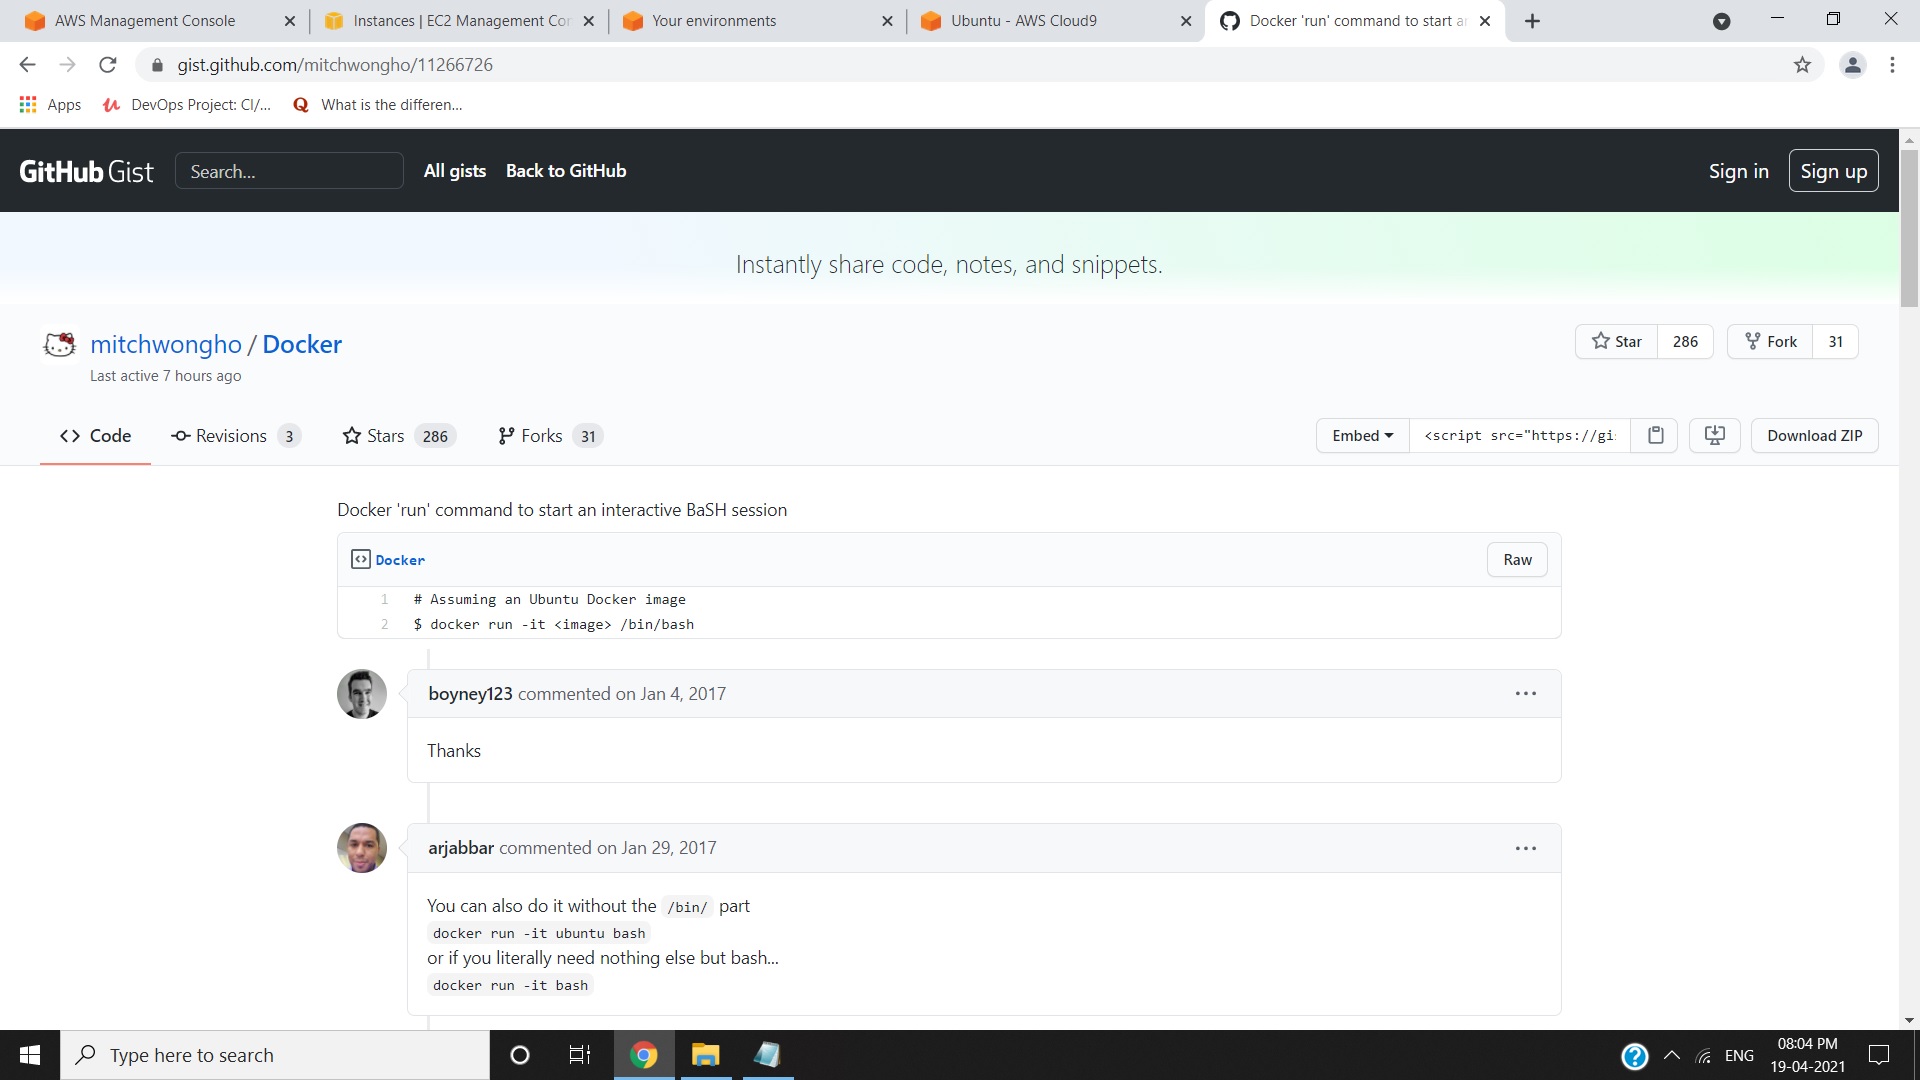 AWS Management Console
Instances | EC2 Management Con
Your environments
Ubuntu - AWS Cloud9
Docker 'run' command to start an
gist.github.com/mitchwongho/11266726
Apps
DevOps Project: CI/...
What is the differen...
GitHub Gist
Search...
All gists
Back to GitHub
Sign in
Sign up
Instantly share code, notes, and snippets.
mitchwongho / Docker
Last active 7 hours ago
Star 286
Fork 31
Code
Revisions 3
Stars 286
Forks 31
Embed
<script src="https://gi
Download ZIP
Docker 'run' command to start an interactive BaSH session
Docker
Raw
1 # Assuming an Ubuntu Docker image
2 $ docker run -it <image> /bin/bash
boyney123 commented on Jan 4, 2017
Thanks
arjabbar commented on Jan 29, 2017
You can also do it without the /bin/ part
docker run -it ubuntu bash
or if you literally need nothing else but bash...
docker run -it bash
Type here to search
ENG
08:04 PM
19-04-2021